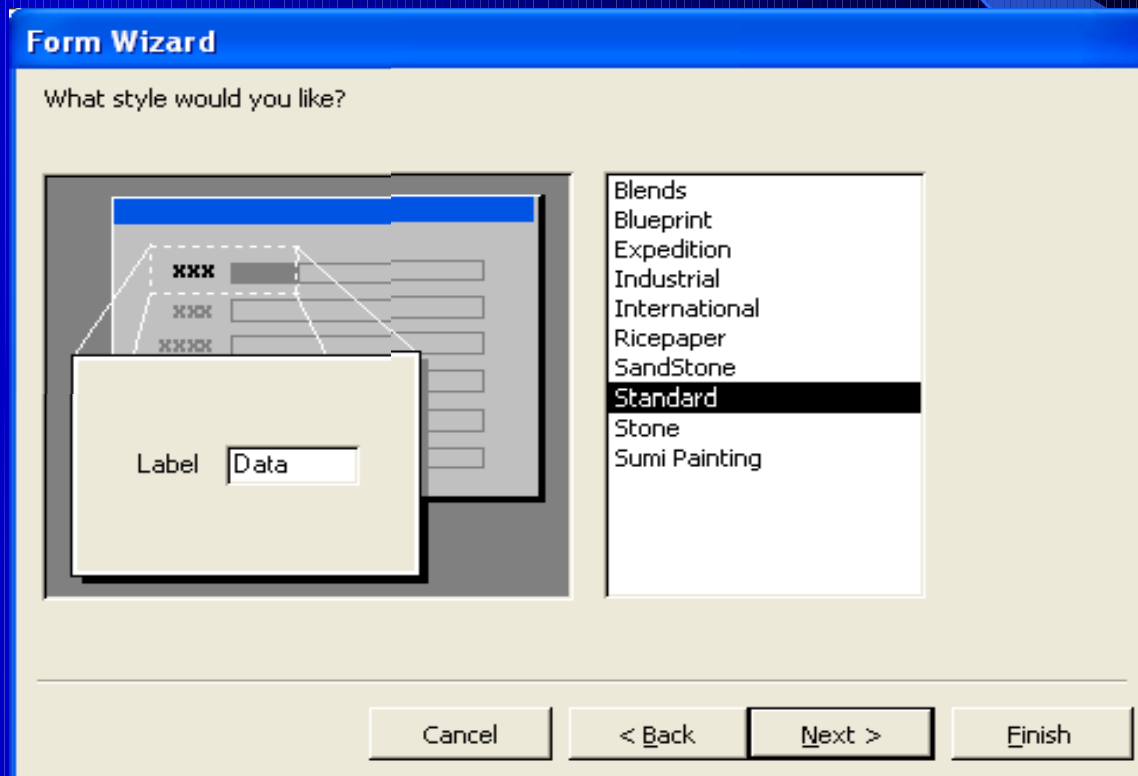 Form Wizard
What style would you like?
xxx
xxx
xxxx
Label Data
Blends
Blueprint
Expedition
Industrial
International
Ricepaper
SandStone
Standard
Stone
Sumi Painting
Cancel < Back Next > Finish